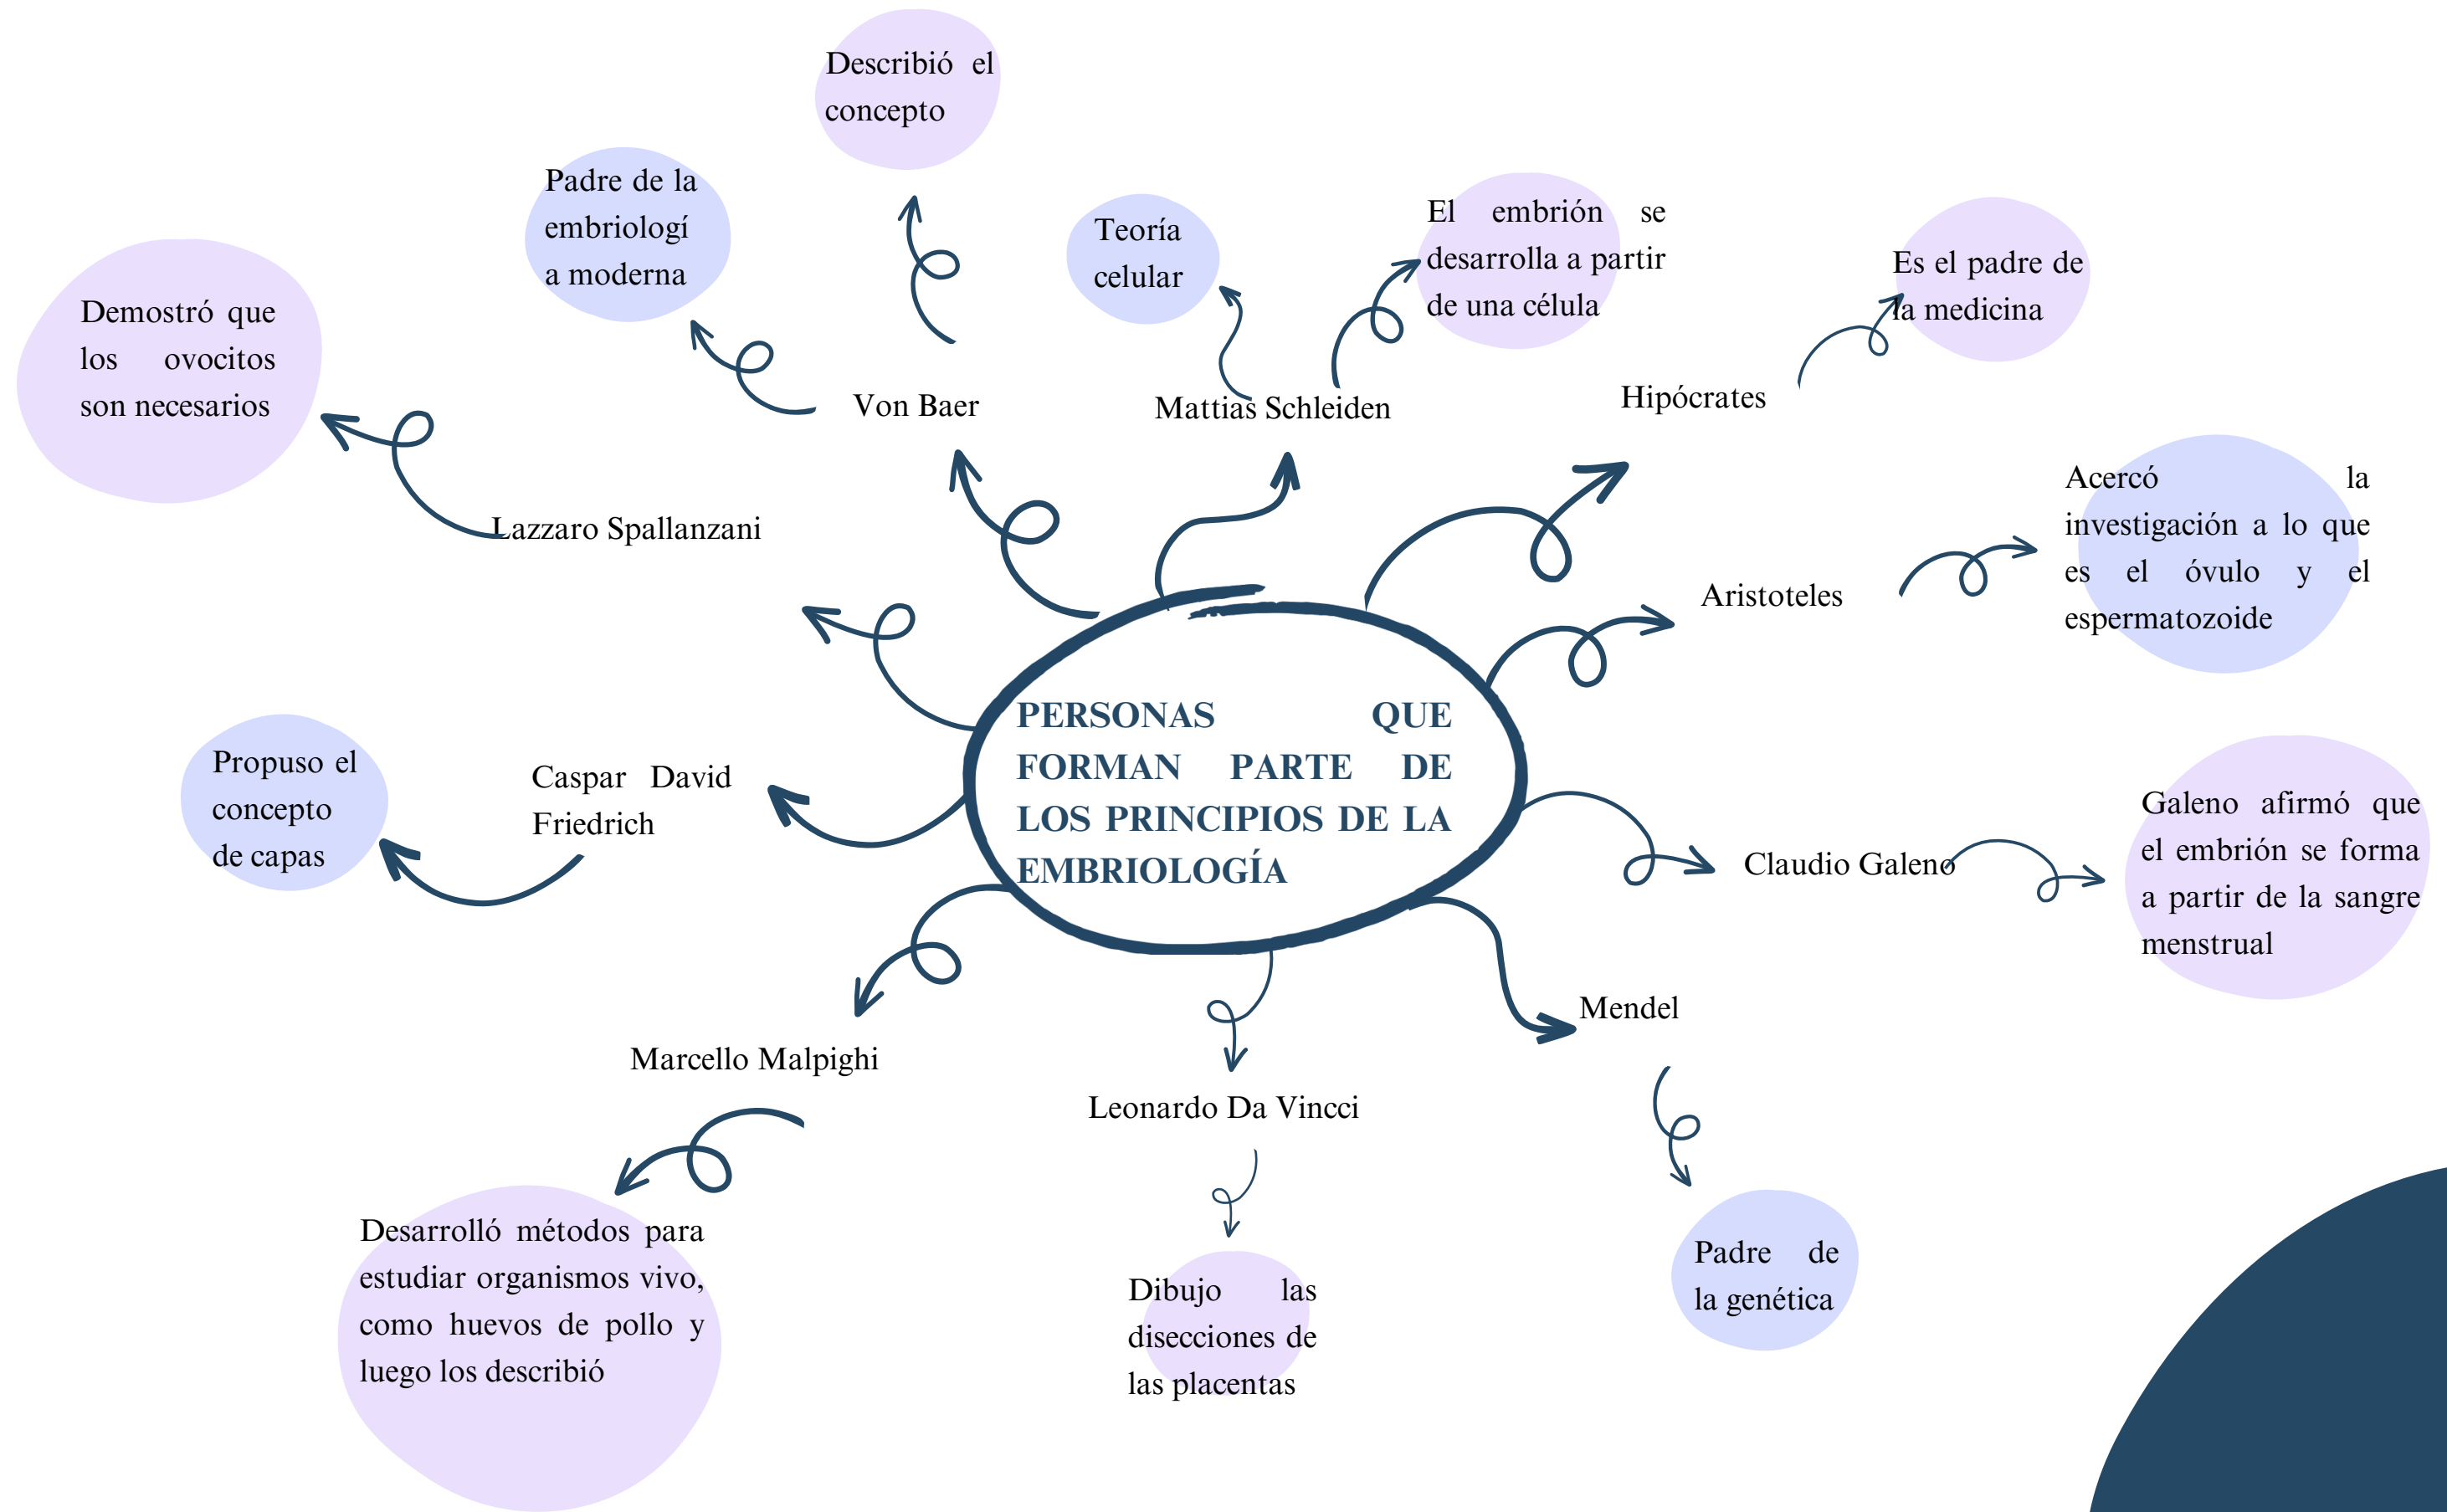 Describió el
concepto
Padre de la
embriologí
a moderna
Teoría
celular
El embrión se
desarrolla a partir
de una célula
Es el padre de
la medicina
Demostró que
los ovocitos
son necesarios
Von Baer
Mattias Schleiden
Hipócrates
Lazzaro Spallanzani
Acercó la
investigación a lo que
es el óvulo y el
espermatozoide
Aristoteles
PERSONAS QUE
FORMAN PARTE DE
LOS PRINCIPIOS DE LA
EMBRIOLOGÍA
Propuso el
concepto
de capas
Caspar David
Friedrich
Claudio Galeno
Galeno afirmó que
el embrión se forma
a partir de la sangre
menstrual
Mendel
Marcello Malpighi
Leonardo Da Vincci
Desarrolló métodos para
estudiar organismos vivo,
como huevos de pollo y
luego los describió
Dibujo las
disecciones de
las placentas
Padre de
la genética